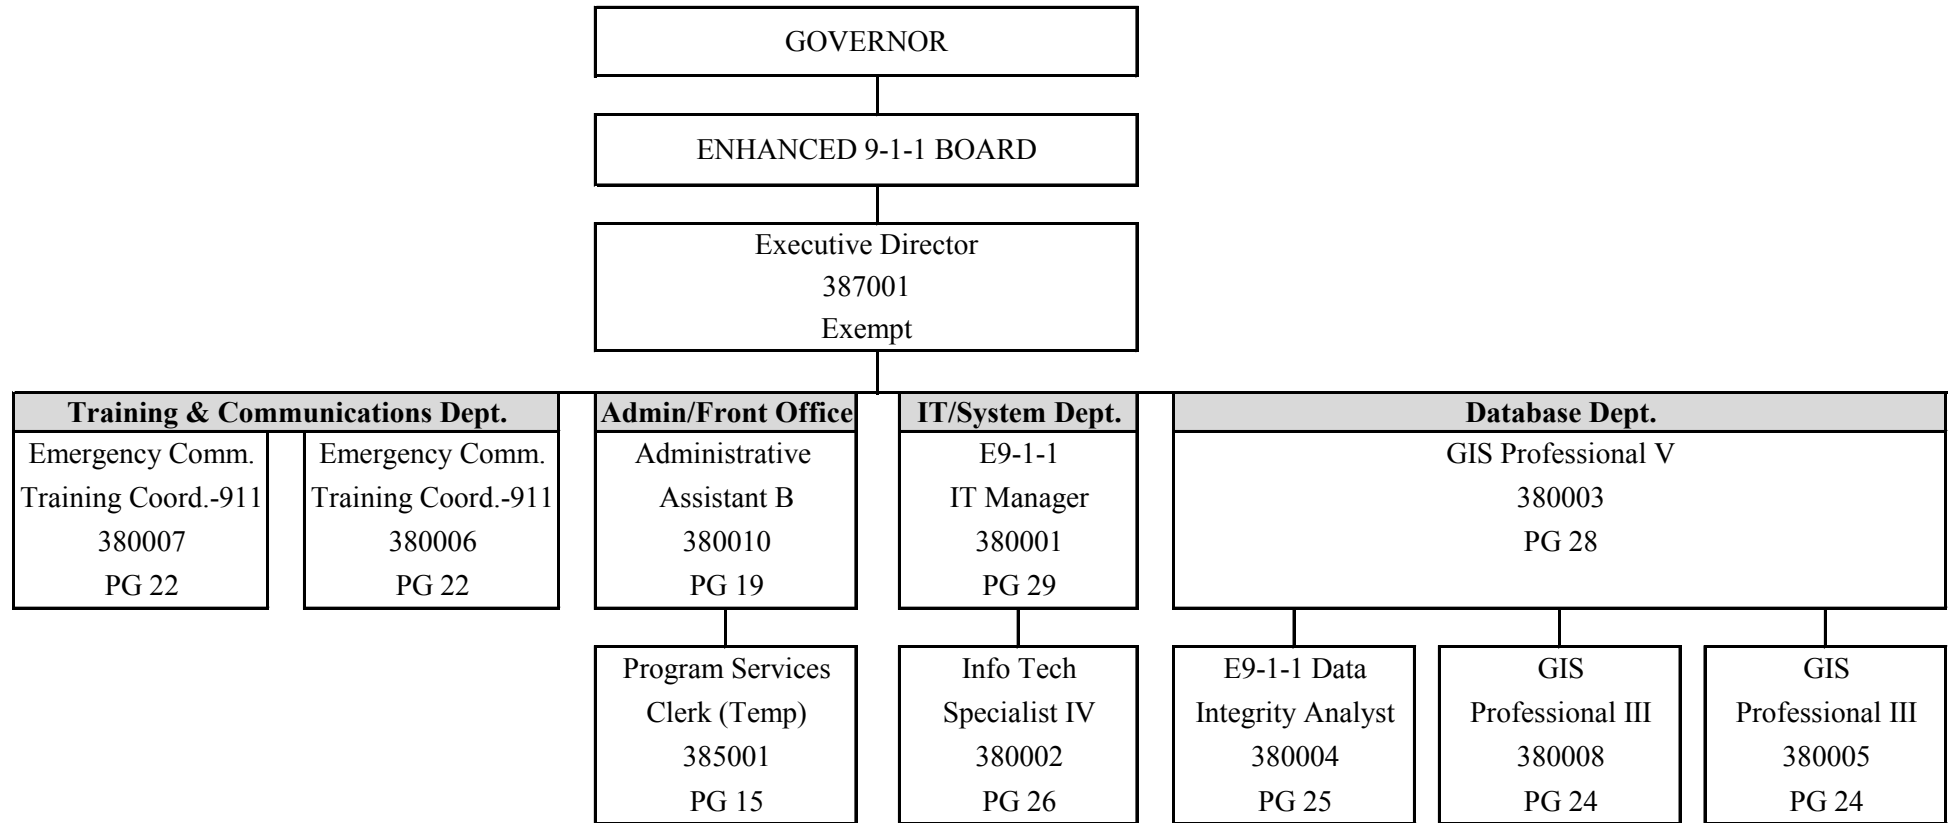 GOVERNOR
ENHANCED 9-1-1 BOARD
Executive Director
387001
Exempt
Training & Communications Dept.
Emergency Comm.
Training Coord.-911
380007
PG 22
Emergency Comm.
Training Coord.-911
380006
PG 22
Admin/Front Office
Administrative
Assistant B
380010
PG 19
Program Services
Clerk (Temp)
385001
PG 15
IT/System Dept.
E9-1-1
IT Manager
380001
PG 29
Info Tech
Specialist IV
380002
PG 26
Database Dept.
GIS Professional V
380003
PG 28
E9-1-1 Data
Integrity Analyst
380004
PG 25
GIS
Professional III
380008
PG 24
GIS
Professional III
380005
PG 24